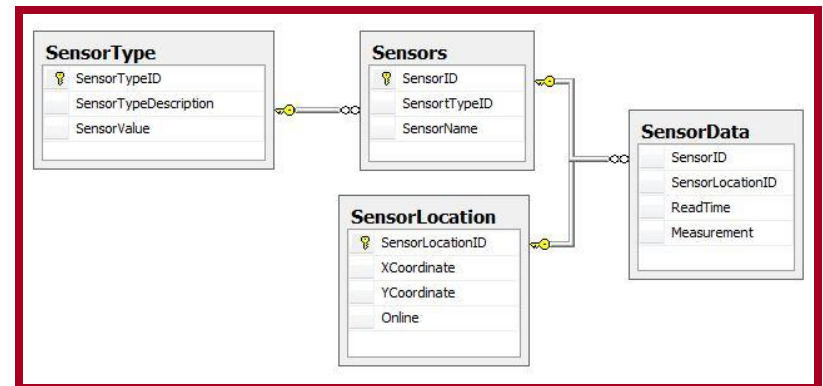 SensorType
SensorTypeID
SensorTypeDescription
SensorValue
Sensors
SensorID
SensortTypeID
SensorName
SensorLocation
SensorLocationID
XCoordinate
YCoordinate
Online
SensorData
SensorID
SensorLocationID
ReadTime
Measurement